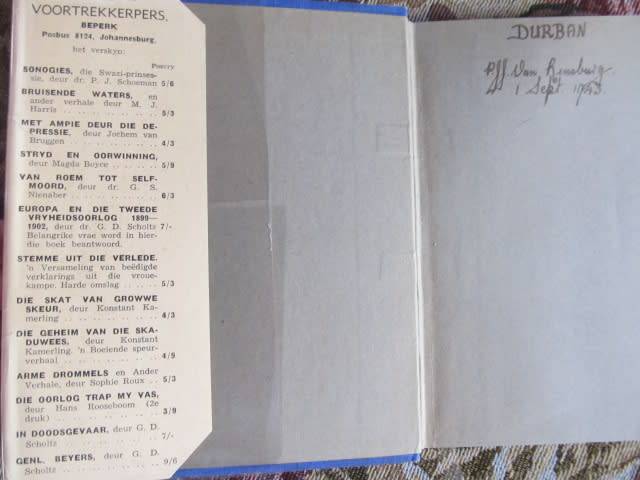 VOORTREKKERPERS.
BEPERK
Posbus 8124, Johannesburg.
het verskyn:
Posvry
SONOGIES, die Swazi-prinses-
sie, deur dr. P. J. Schoeman 5/6
BRUISENDE WATERS, en
ander verhale deur M. J.
Harris .. .. .. .. .. .. .. 5/3
MET AMPIE DEUR DIE DE-
PRESSIE, deur Jochem van
Bruggen .. .. .. .. .. .. 4/3
STRYD EN OORWINNING,
deur Magda Boyce .. .. .. 5/9
VAN ROEM TOT SELF-
MOORD, deur dr. G. S.
Nienaber .. .. .. .. .. .. 6/3
EUROPA EN DIE TWEEDE
VRYHEIDSOORLOG 1899—
1902, deur dr. G. D. Scholtz 7/-
Belangrike vrae word in hier-
die boek beantwoord.
STEMME UIT DIE VERLEDE.
'n Versameling van beëdigde
verklarings uit die vroue-
kampe. Harde omslag .. .. 5/3
DIE SKAT VAN GROWWE
SKEUR, deur Konstant Ka-
merling .. .. .. .. .. .. 4/3
DIE GEHEIM VAN DIE SKA-
DUWEES, deur Konstant
Kamerling. 'n Boeiende speur-
verhaal .. .. .. .. .. .. 4/9
ARME DROMMELS en Ander
Verhale, deur Sophie Roux .. 5/3
DIE OORLOG TRAP MY VAS,
deur Hans Rooseboom (2e
druk) .. .. .. .. .. .. .. 3/9
IN DOODSGEVAAR, deur G. D.
Scholtz .. .. .. .. .. .. 7/-
GENL. BEYERS, deur G. D.
Scholtz .. .. .. .. .. .. 9/6
DURBAN
van Rensburg
1 Sept